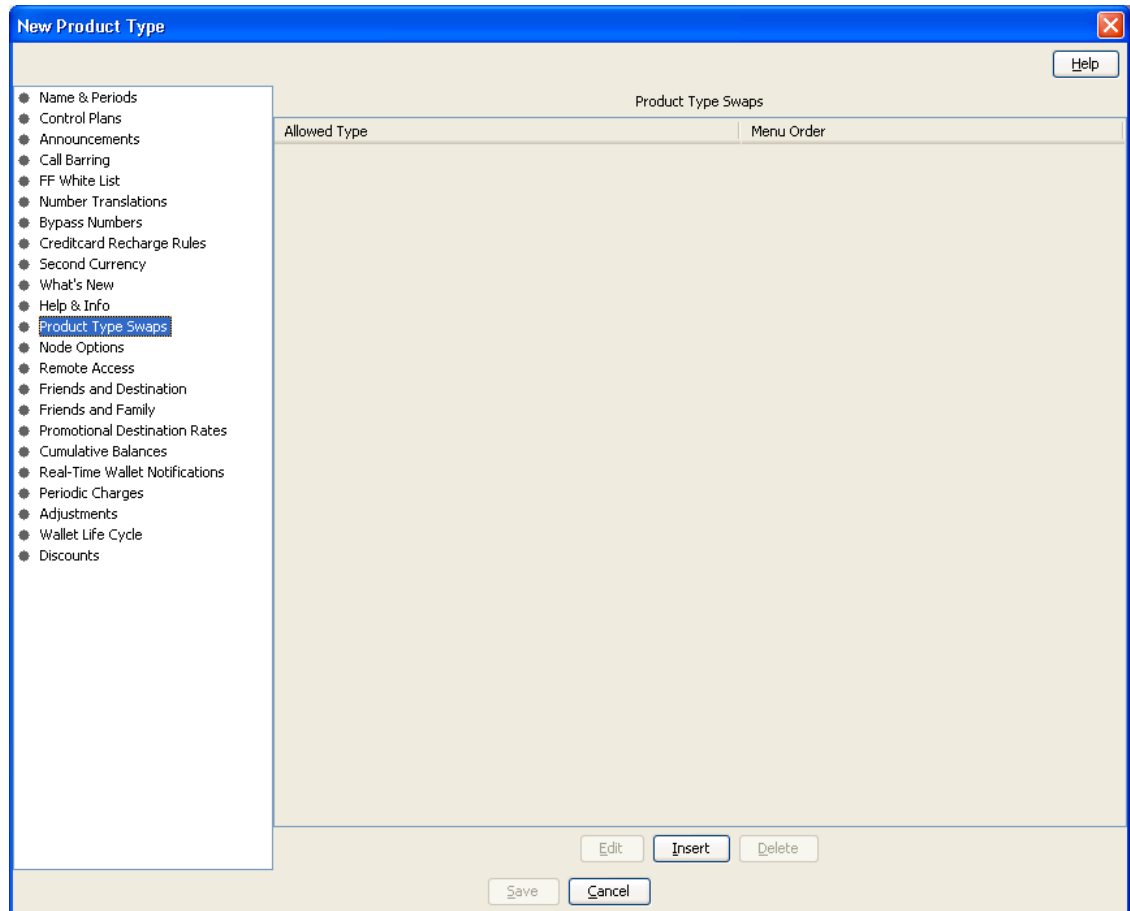 New Product Type
Help
Name & Periods
Control Plans
Announcements
Call Barring
FF White List
Number Translations
Bypass Numbers
Creditcard Recharge Rules
Second Currency
What's New
Help & Info
Product Type Swaps
Node Options
Remote Access
Friends and Destination
Friends and Family
Promotional Destination Rates
Cumulative Balances
Real-Time Wallet Notifications
Periodic Charges
Adjustments
Wallet Life Cycle
Discounts
Product Type Swaps
Allowed Type Menu Order
Edit Insert Delete
Save Cancel